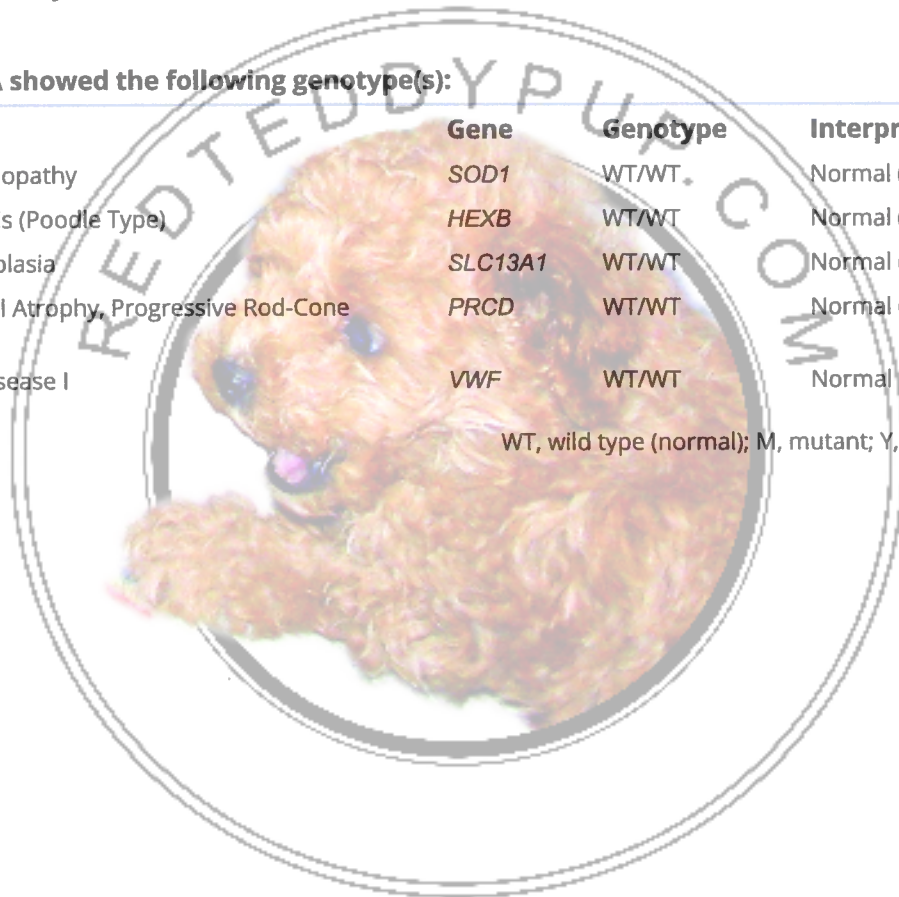 showed the following genotype(s):
Gene Genotype Interpr
opathy SOD1 WT/WT Normal
s (Poodle Type) HEXB WT/WT Normal
plasia SLC13A1 WT/WT Normal
l Atrophy, Progressive Rod-Cone PRCD WT/WT Normal
sease I VWF WT/WT Normal
WT, wild type (normal); M, mutant; Y,
REDTEDDYPUP.COM